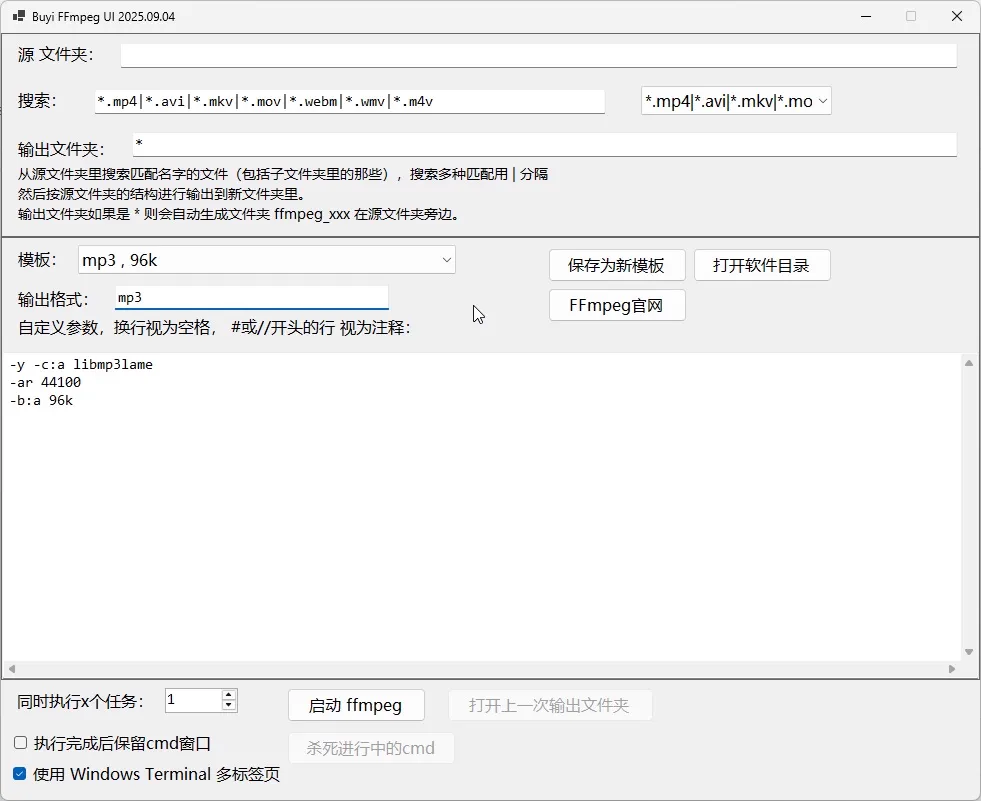 Buyi FFmpeg UI 2025.09.04
源 文件夹：
搜索： *.mp4|*.avi|*.mkv|*.mov|*.webm|*.wmv|*.m4v *.mp4|*.avi|*.mkv|*.mo
输出文件夹： *
从源文件夹里搜索匹配名字的文件（包括子文件夹里的那些），搜索多种匹配用 | 分隔
然后按源文件夹的结构进行输出到新文件夹里。
输出文件夹如果是 * 则会自动生成文件夹 ffmpeg_xxx 在源文件夹旁边。
模板： mp3 , 96k 保存为新模板 打开软件目录
输出格式： mp3 FFmpeg官网
自定义参数，换行视为空格， #或//开头的行 视为注释：
-y -c:a libmp3lame
-ar 44100
-b:a 96k
同时执行x个任务： 1 启动 ffmpeg 打开上一次输出文件夹
执行完成后保留cmd窗口 杀死进行中的cmd
使用 Windows Terminal 多标签页